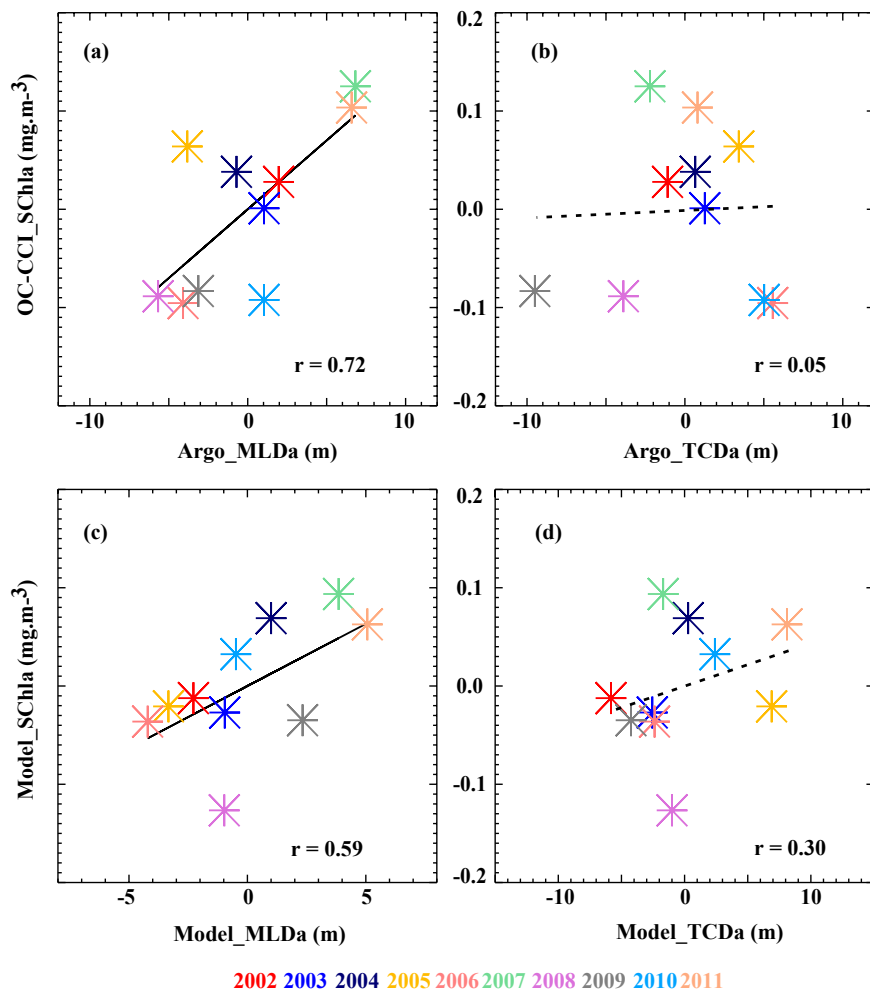 (a)
(b)
0.2
0.1
0.0
-0.1
-0.2
OC-CCI_SChla (mg.m-3)
r = 0.72
r = 0.05
-10 0 10
-10 0 10
Argo_MLDa (m)
Argo_TCDa (m)
(c)
(d)
0.2
0.1
0.0
-0.1
-0.2
Model_SChla (mg.m-3)
r = 0.59
r = 0.30
-5 0 5
-10 0 10
Model_MLDa (m)
Model_TCDa (m)
2002 2003 2004 2005 2006 2007 2008 2009 2010 2011